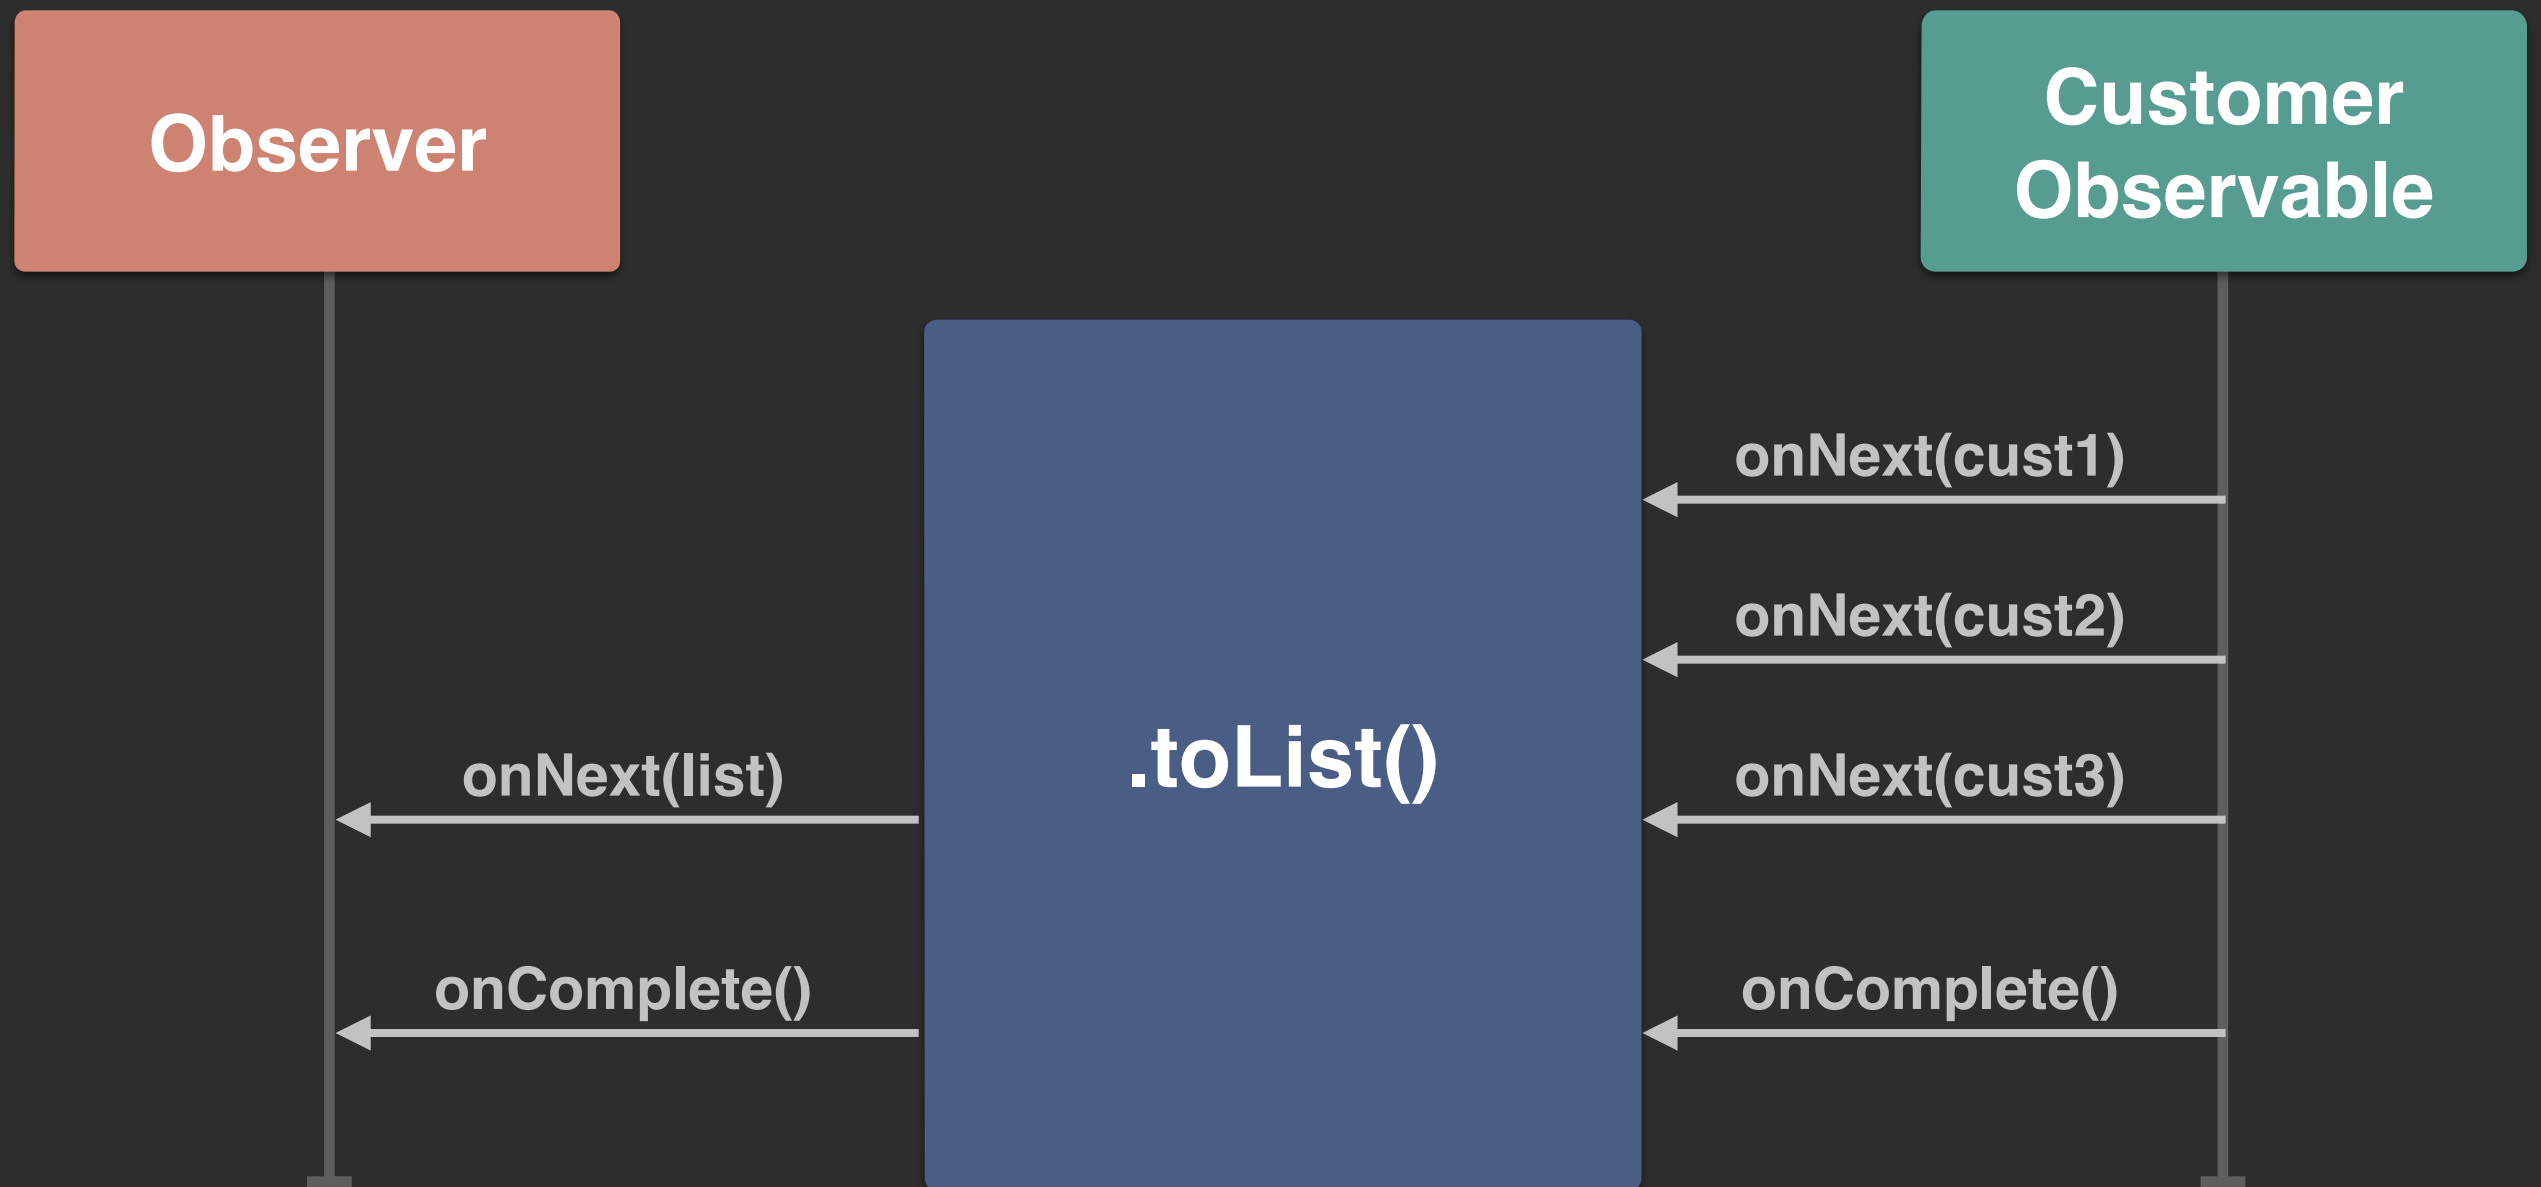 Observer
Customer
Observable
onNext(cust1)
onNext(cust2)
.toList()
onNext(list)
onNext(cust3)
onComplete()
onComplete()